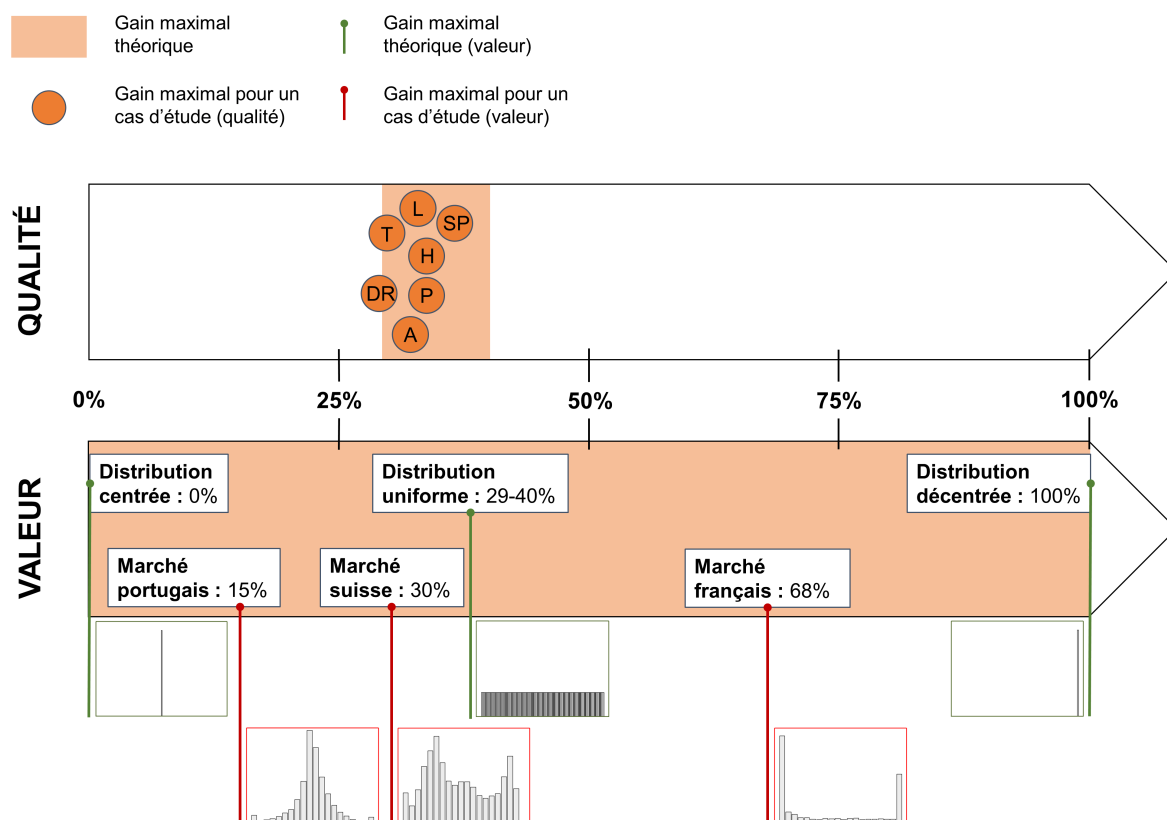 Gain maximal
théorique
Gain maximal
théorique (valeur)
Gain maximal pour un
cas d’étude (qualité)
Gain maximal pour un
cas d’étude (valeur)
QUALITÉ
L
SP
T
H
DR
P
A
0%
25%
50%
75%
100%
VALEUR
Distribution
centrée : 0%
Distribution
uniforme : 29-40%
Distribution
décentrée : 100%
Marché
portugais : 15%
Marché
suisse : 30%
Marché
français : 68%